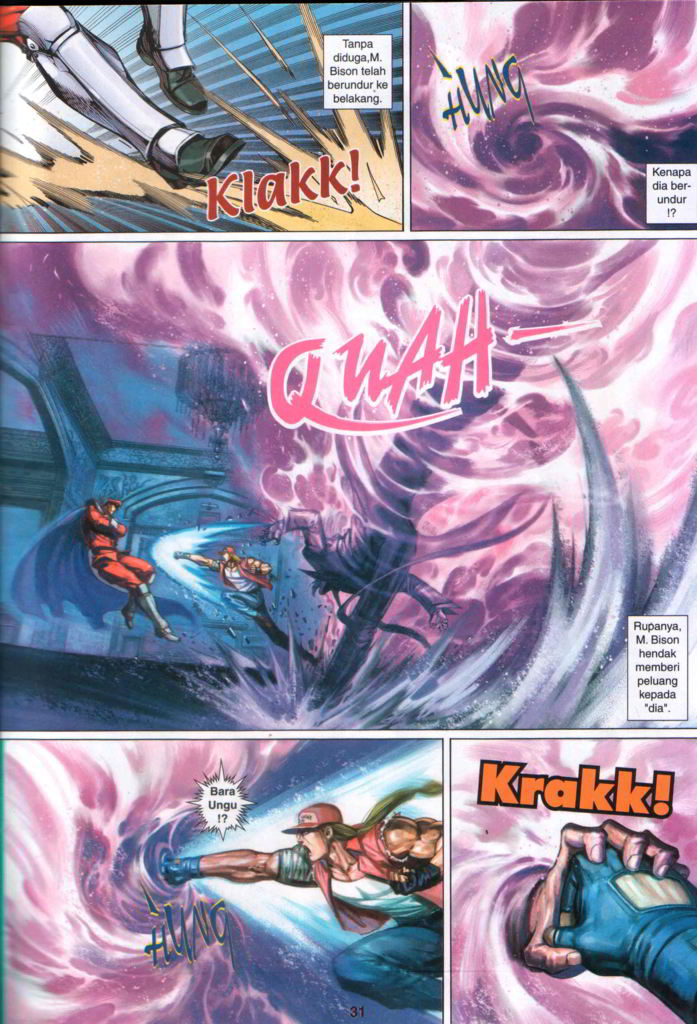 Tanpa
diduga,M.
Bison telah
berundur ke
belakang.
Klakk!
HUNG
Kenapa
dia ber-
undur
!?
QUAH
Rupanya,
M. Bison
hendak
memberi
peluang
kepada
"dia".
Bara
Ungu
!?
HUNG
Krakk!
31